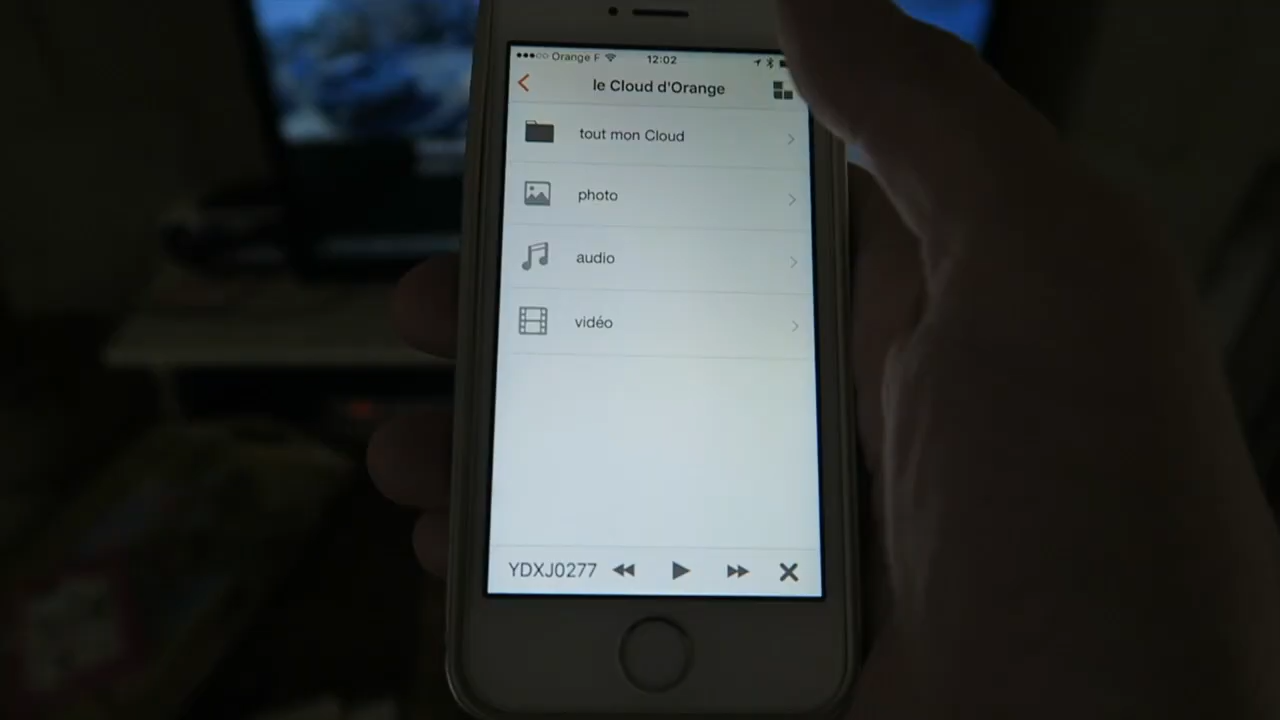 Orange F 12:02
le Cloud d'Orange
tout mon Cloud
photo
audio
vidéo
YDXJ0277